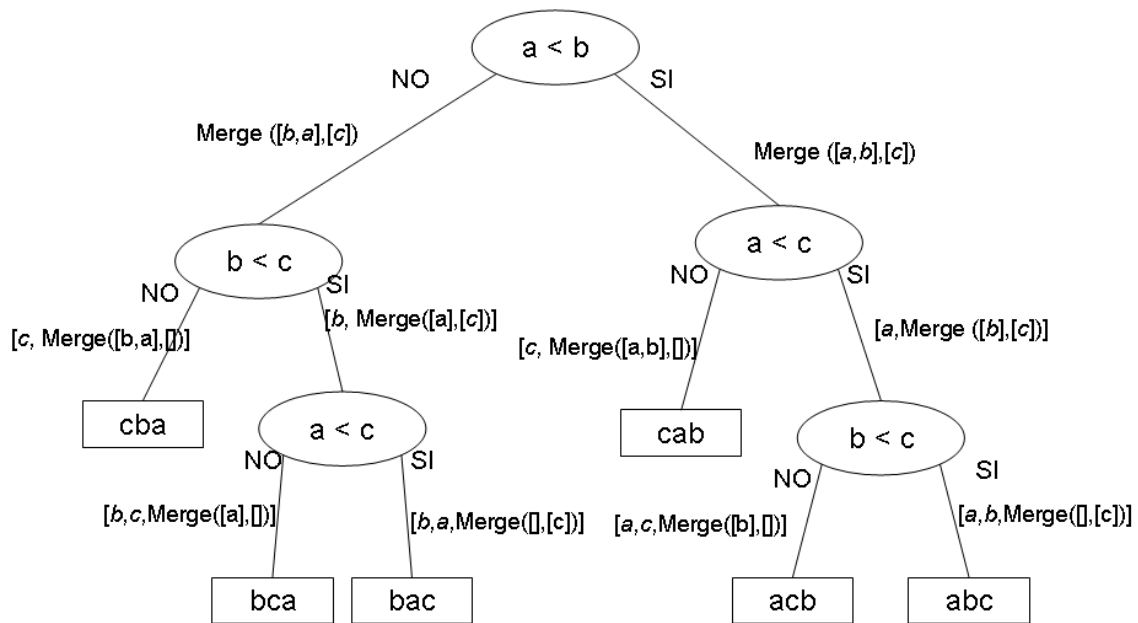 a < b
NO
SI
Merge ([b,a],[c])
Merge ([a,b],[c])
b < c
a < c
NO
SI
NO
SI
[c, Merge([b,a],[])]
[b, Merge([a],[c])]
[c, Merge([a,b],[])]
[a,Merge ([b],[c])]
cba
a < c
cab
b < c
NO
SI
NO
SI
[b,c,Merge([a],[])]
[b,a,Merge([],[c])]
[a,c,Merge([b],[])]
[a,b,Merge([],[c])]
bca
bac
acb
abc